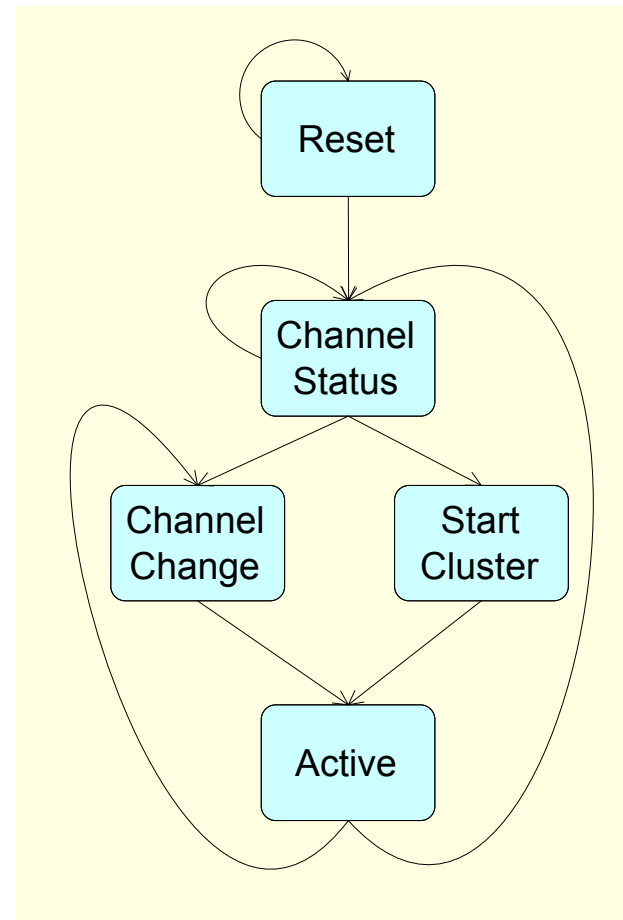 Reset
Channel
Status
Channel
Change
Start
Cluster
Active